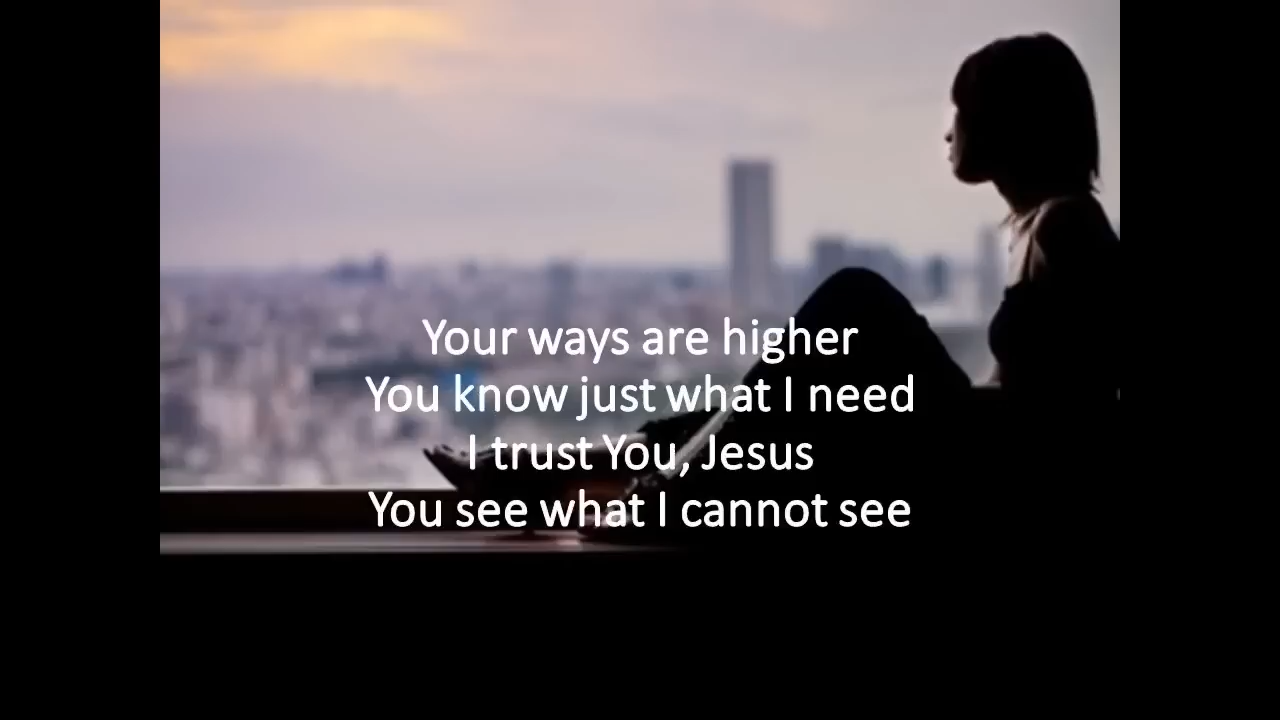 Your ways are higher
You know just what I need
I trust You, Jesus
You see what I cannot see